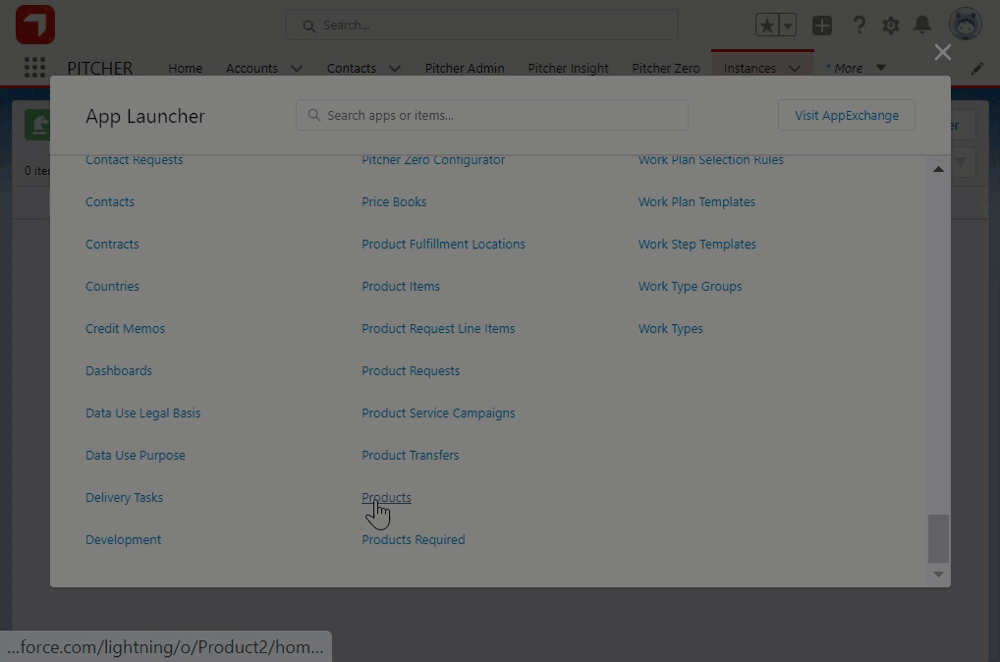 Search...
PITCHER
Home
Accounts
Contacts
Pitcher Admin
Pitcher Insight
Pitcher Zero
Instances
* More
App Launcher
Search apps or items...
Visit AppExchange
er
0 iter
Contact Requests
Pitcher Zero Configurator
Work Plan Selection Rules
Contacts
Price Books
Work Plan Templates
Contracts
Product Fulfillment Locations
Work Step Templates
Countries
Product Items
Work Type Groups
Credit Memos
Product Request Line Items
Work Types
Dashboards
Product Requests
Data Use Legal Basis
Product Service Campaigns
Data Use Purpose
Product Transfers
Delivery Tasks
Products
Development
Products Required
...force.com/lightning/o/Product2/hom...